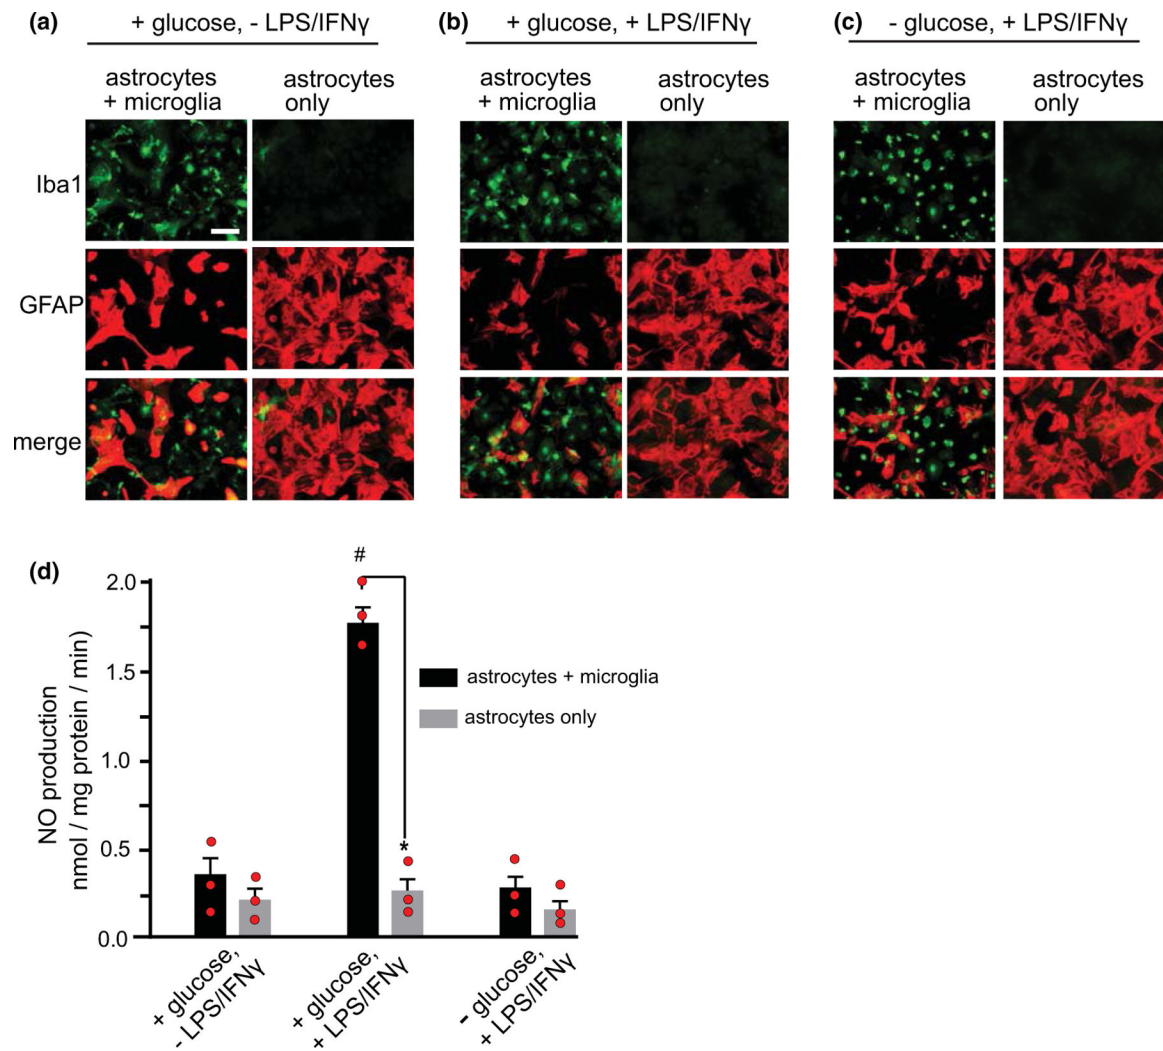 (a) + glucose, - LPS/IFNγ
astrocytes
+ microglia
astrocytes
only
(b) + glucose, + LPS/IFNγ
astrocytes
+ microglia
astrocytes
only
(c) - glucose, + LPS/IFNγ
astrocytes
+ microglia
astrocytes
only
Iba1
GFAP
merge
(d)
NO production
nmol / mg protein / min)
2.0
1.5
1.0
0.5
0.0
#
*
astrocytes + microglia
astrocytes only
+ glucose,
- LPS/IFNγ
+ glucose,
+ LPS/IFNγ
- glucose,
+ LPS/IFNγ